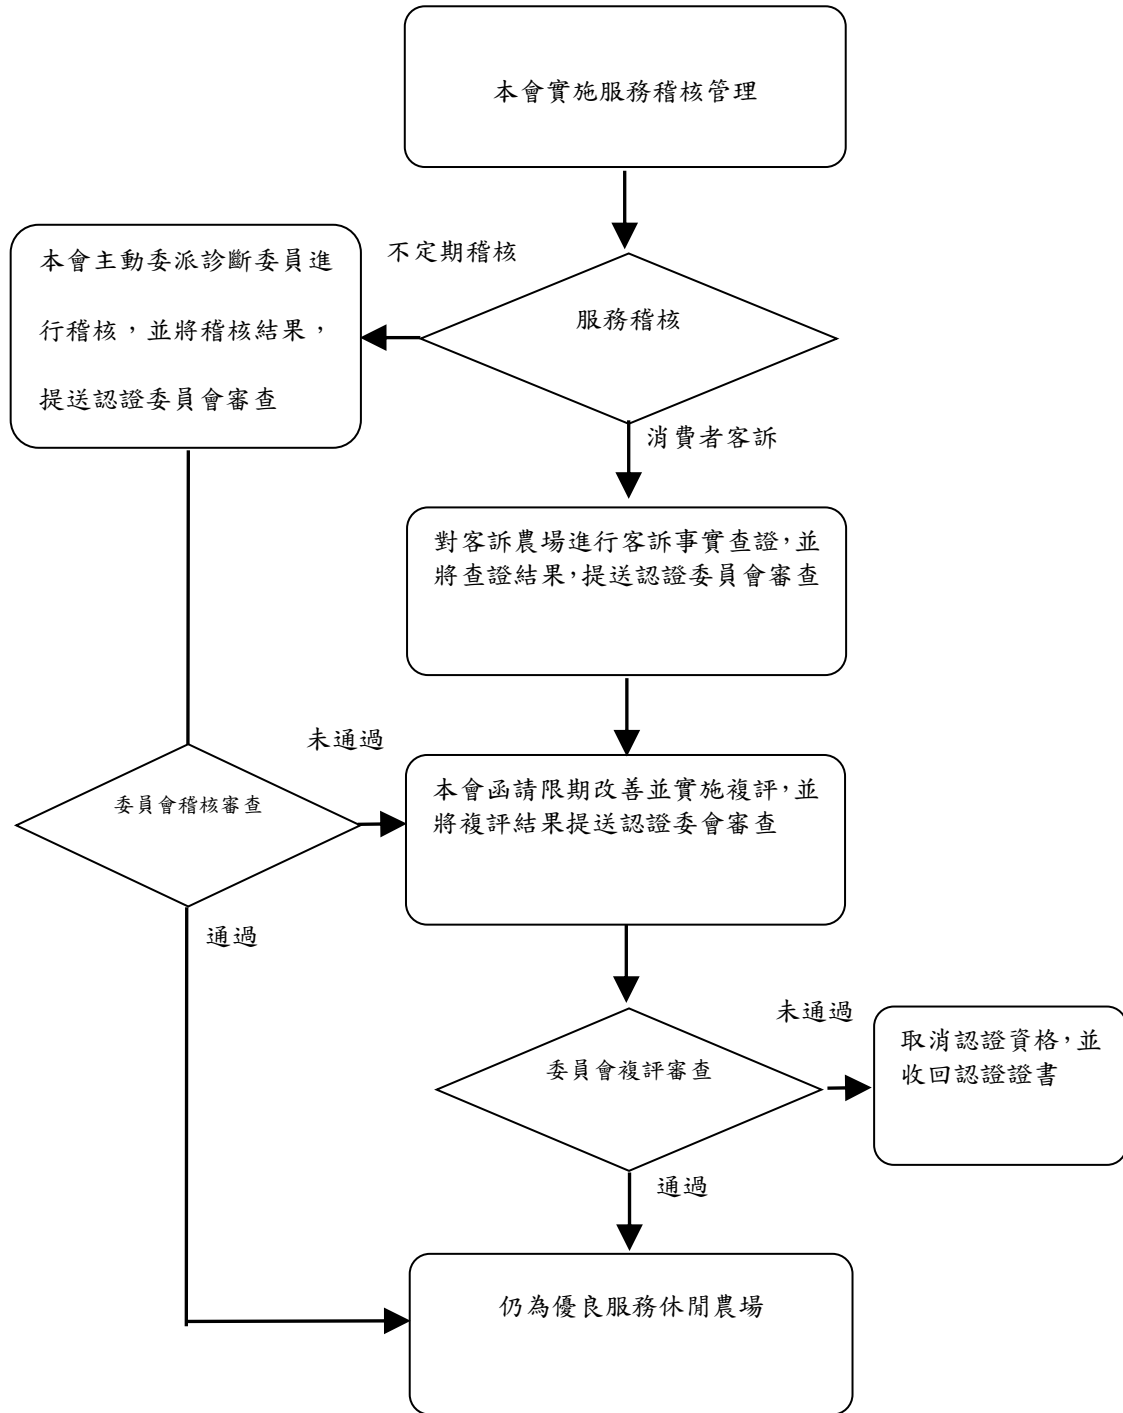 本會實施服務稽核管理
不定期稽核
本會主動委派診斷委員進
行稽核，並將稽核結果，
提送認證委員會審查
服務稽核
消費者客訴
對客訴農場進行客訴事實查證，並
將查證結果，提送認證委員會審查
未通過
委員會稽核審查
本會函請限期改善並實施複評，並
將複評結果提送認證委會審查
通過
未通過
委員會複評審查
取消認證資格，並
收回認證證書
通過
仍為優良服務休閒農場